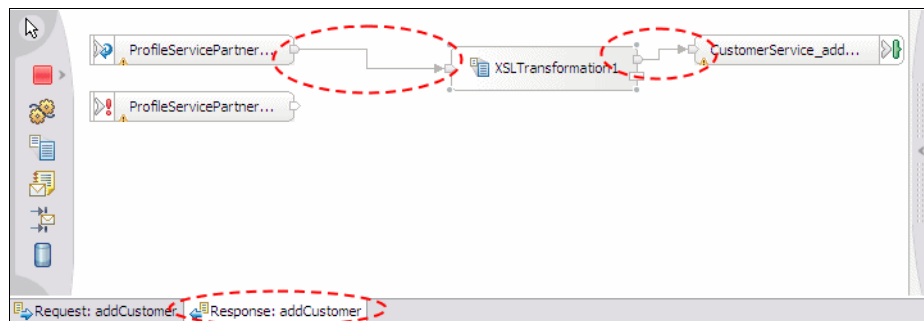 ProfileServicePartner...
XSLTransformation1
CustomerService_add...
ProfileServicePartner...
Request: addCustomer
Response: addCustomer